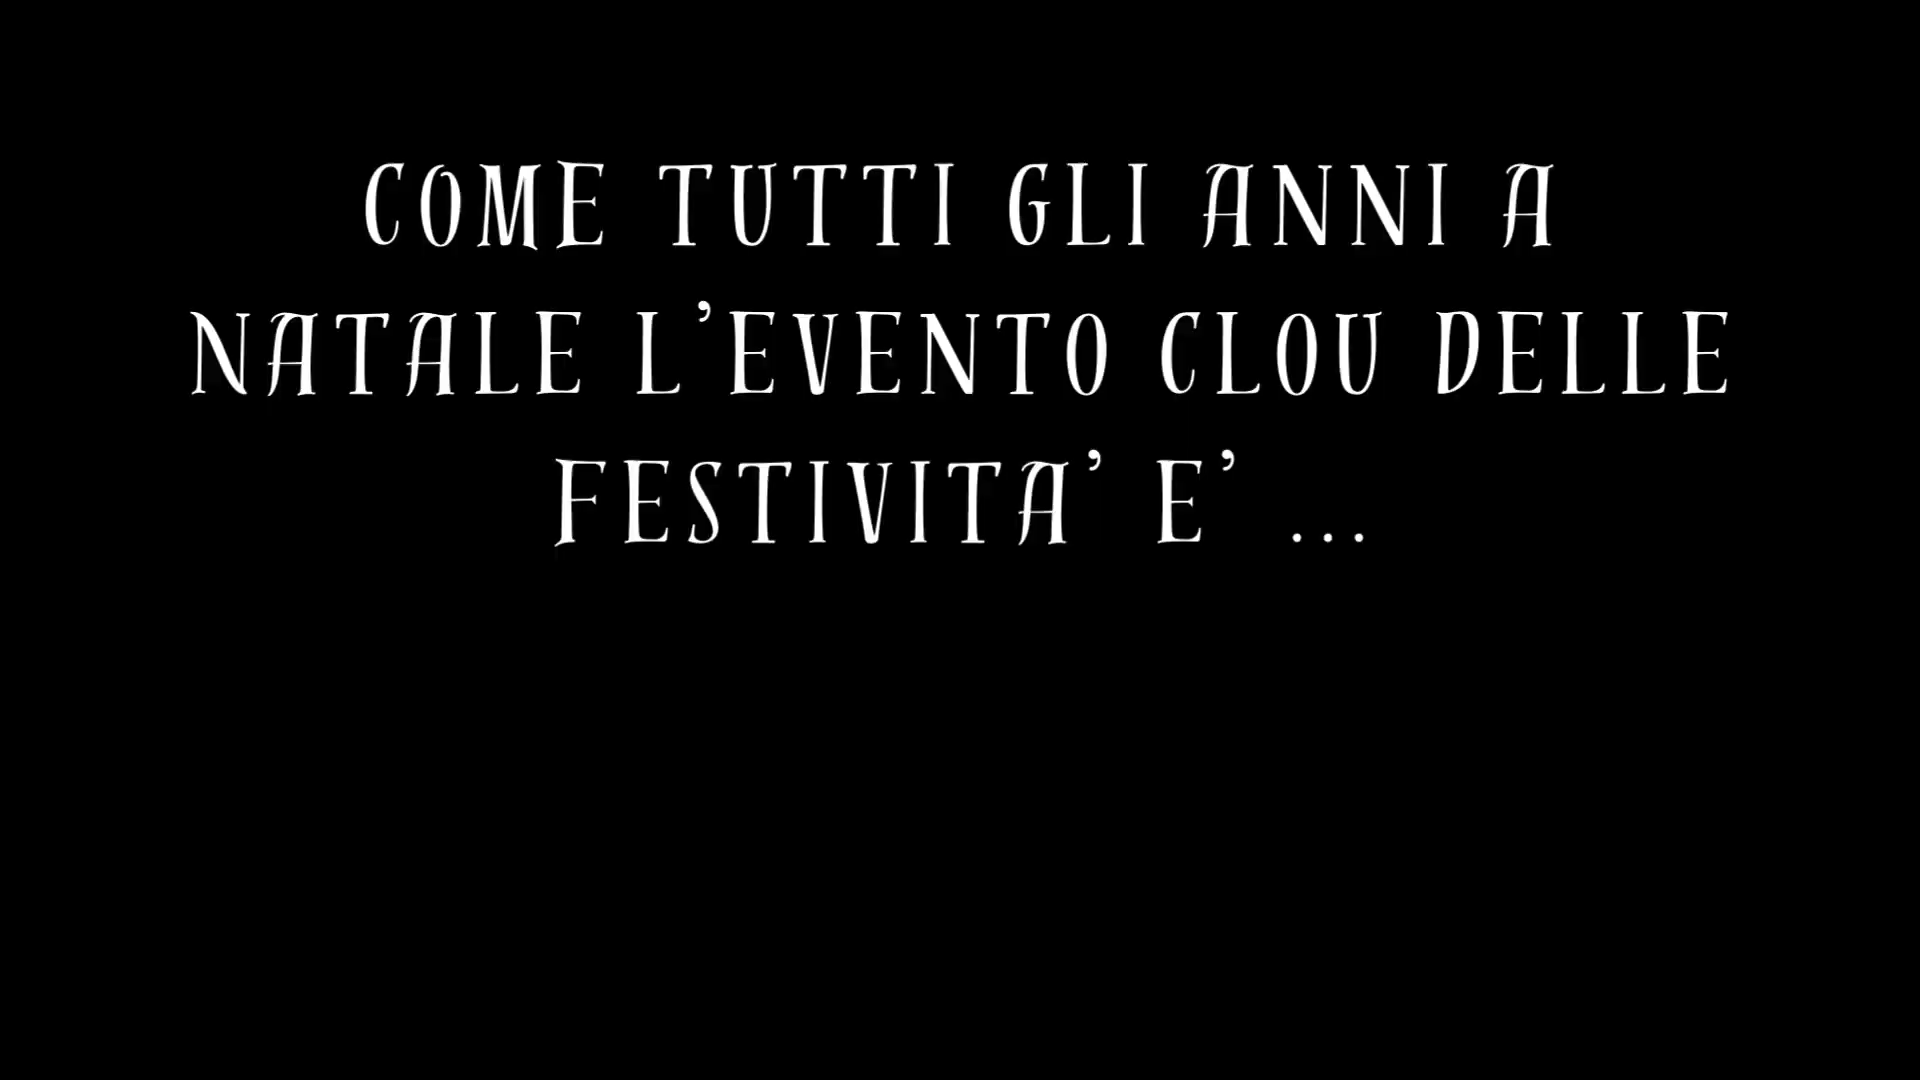 COME TUTTI GLI ANNI A
NATALE L’EVENTO CLOU DELLE
FESTIVITA’ E’ ...